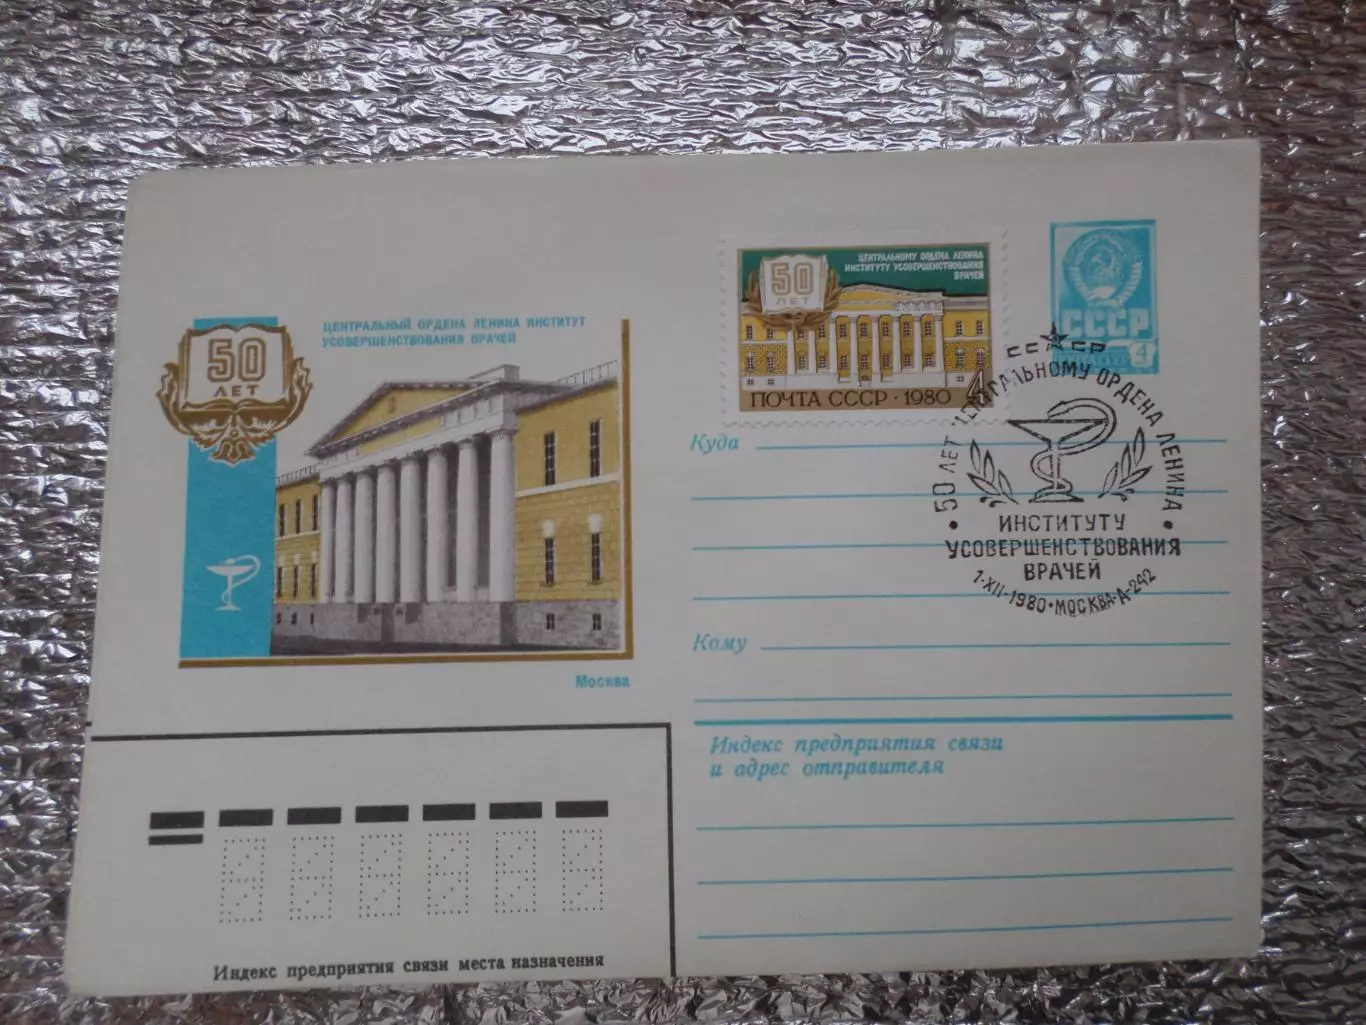 50
ЛЕТ
ЦЕНТРАЛЬНЫЙ ОРДЕНА ЛЕНИНА ИНСТИТУТ
УСОВЕРШЕНСТВОВАНИЯ ВРАЧЕЙ
Москва
50
ЛЕТ
ЦЕНТРАЛЬНОМУ ОРДЕНА ЛЕНИНА
ИНСТИТУТУ УСОВЕРШЕНСТВОВАНИЯ
ВРАЧЕЙ
ПОЧТА СССР · 1980 4
СССР
4
СССР
50 ЛЕТ ЦЕНТРАЛЬНОМУ ОРДЕНА ЛЕНИНА
ИНСТИТУТУ
УСОВЕРШЕНСТВОВАНИЯ
ВРАЧЕЙ
1-XII-1980·МОСКВА·Д-242
Куда
Кому
Индекс предприятия связи
и адрес отправителя
Индекс предприятия связи места назначения